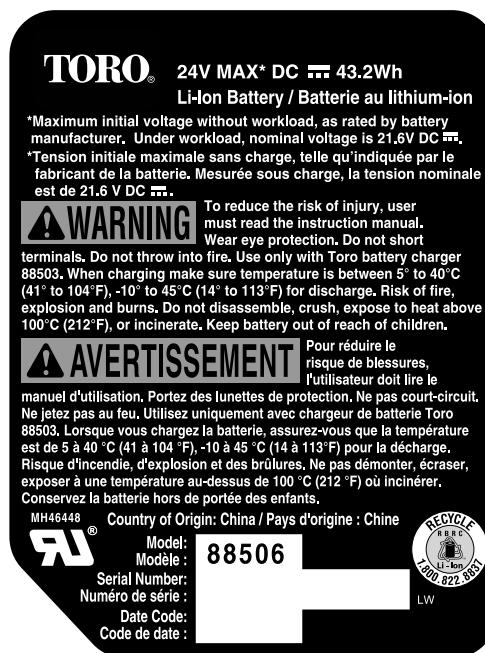 TORO®
24V MAX* DC ⎓ 43.2Wh
Li-Ion Battery / Batterie au lithium-ion
*Maximum initial voltage without workload, as rated by battery
manufacturer. Under workload, nominal voltage is 21.6V DC ⎓.
*Tension initiale maximale sans charge, telle qu'indiquée par le
fabricant de la batterie. Mesurée sous charge, la tension nominale
est de 21.6 V DC ⎓.
WARNING
To reduce the risk of injury, user
must read the instruction manual.
Wear eye protection. Do not short
terminals. Do not throw into fire. Use only with Toro battery charger
88503. When charging make sure temperature is between 5° to 40°C
(41° to 104°F), -10° to 45°C (14° to 113°F) for discharge. Risk of fire,
explosion and burns. Do not disassemble, crush, expose to heat above
100°C (212°F), or incinerate. Keep battery out of reach of children.
AVERTISSEMENT
Pour réduire le
risque de blessures,
l'utilisateur doit lire le
manuel d'utilisation. Portez des lunettes de protection. Ne pas court-circuit.
Ne jetez pas au feu. Utilisez uniquement avec chargeur de batterie Toro
88503. Lorsque vous chargez la batterie, assurez-vous que la température
est de 5 à 40 °C (41 à 104 °F), -10 à 45 °C (14 à 113°F) pour la décharge.
Risque d'incendie, d'explosion et des brûlures. Ne pas démonter, écraser,
exposer à une température au-dessus de 100 °C (212 °F) où incinérer.
Conservez la batterie hors de portée des enfants.
MH46448
Country of Origin: China / Pays d'origine : Chine
RU®
Model:
Modèle :
88506
Serial Number:
Numéro de série :
Date Code:
Code de date :
RECYCLE
RBRC
Li-Ion
1.800.822.8837
LW